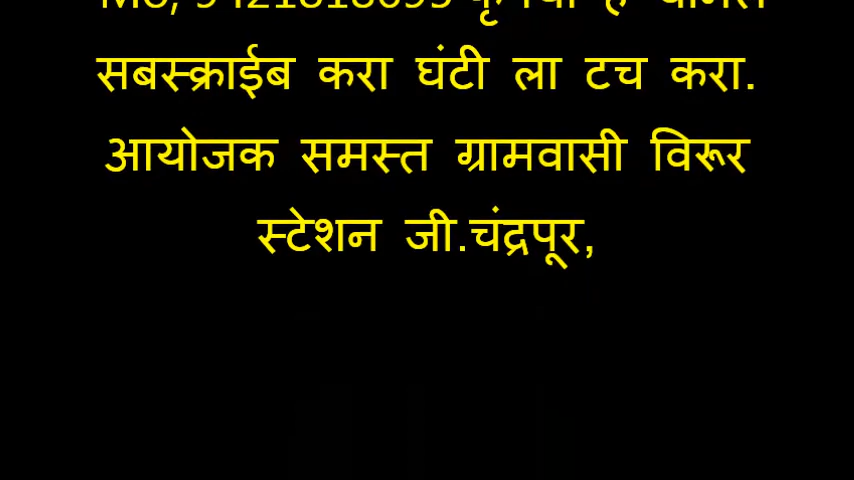 सबस्क्राईब करा घंटी ला टच करा.
आयोजक समस्त ग्रामवासी विरूर
स्टेशन जी.चंद्रपूर,